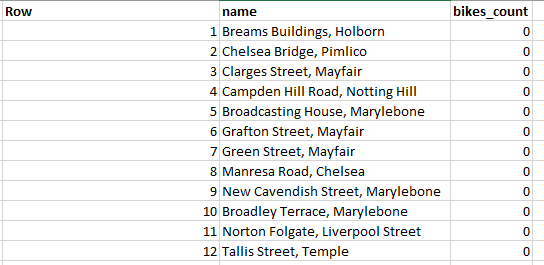 Row name bikes_count
1 Breams Buildings, Holborn 0
2 Chelsea Bridge, Pimlico 0
3 Clarges Street, Mayfair 0
4 Campden Hill Road, Notting Hill 0
5 Broadcasting House, Marylebone 0
6 Grafton Street, Mayfair 0
7 Green Street, Mayfair 0
8 Manresa Road, Chelsea 0
9 New Cavendish Street, Marylebone 0
10 Broadley Terrace, Marylebone 0
11 Norton Folgate, Liverpool Street 0
12 Tallis Street, Temple 0